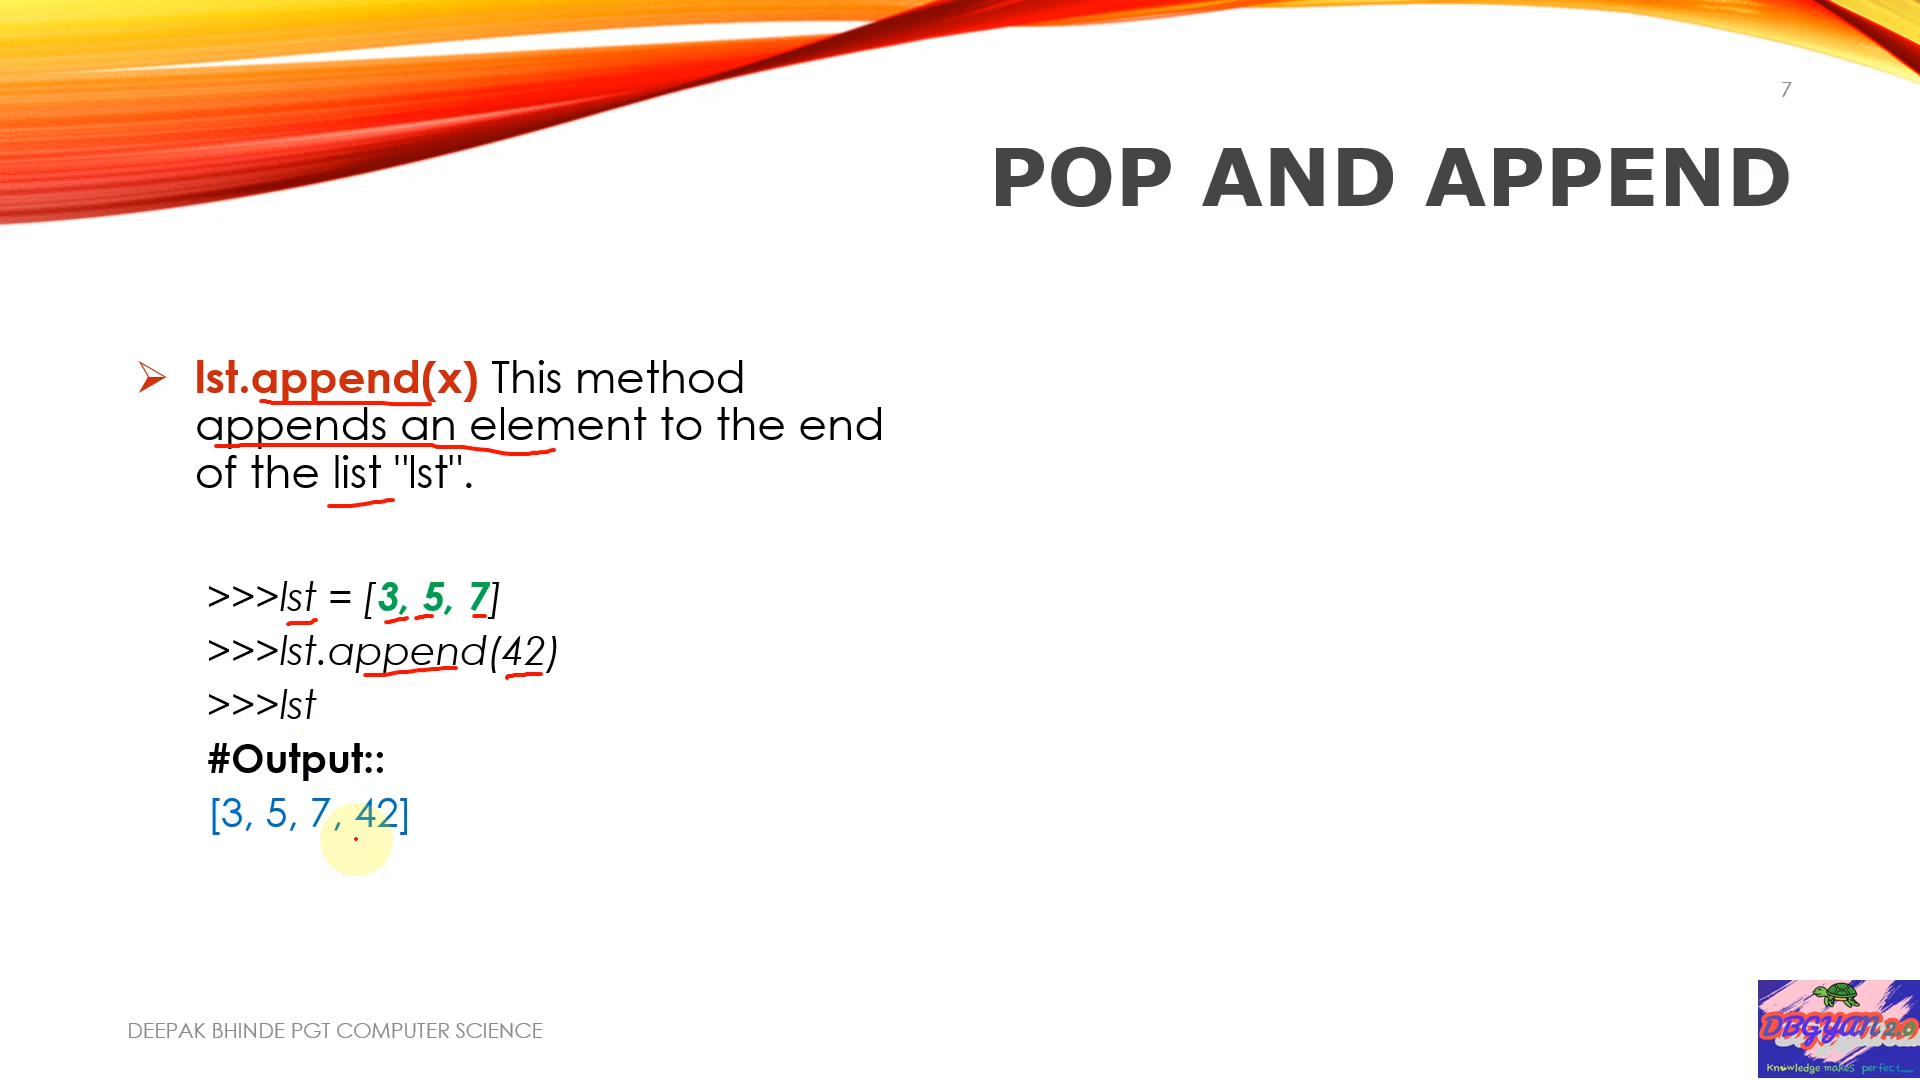 7
POP AND APPEND
lst.append(x) This method
appends an element to the end
of the list "lst".
>>>lst = [3, 5, 7]
>>>lst.append(42)
>>>lst
#Output::
[3, 5, 7, 42]
DEEPAK BHINDE PGT COMPUTER SCIENCE
DBGyan 2.0
Knowledge makes perfect....